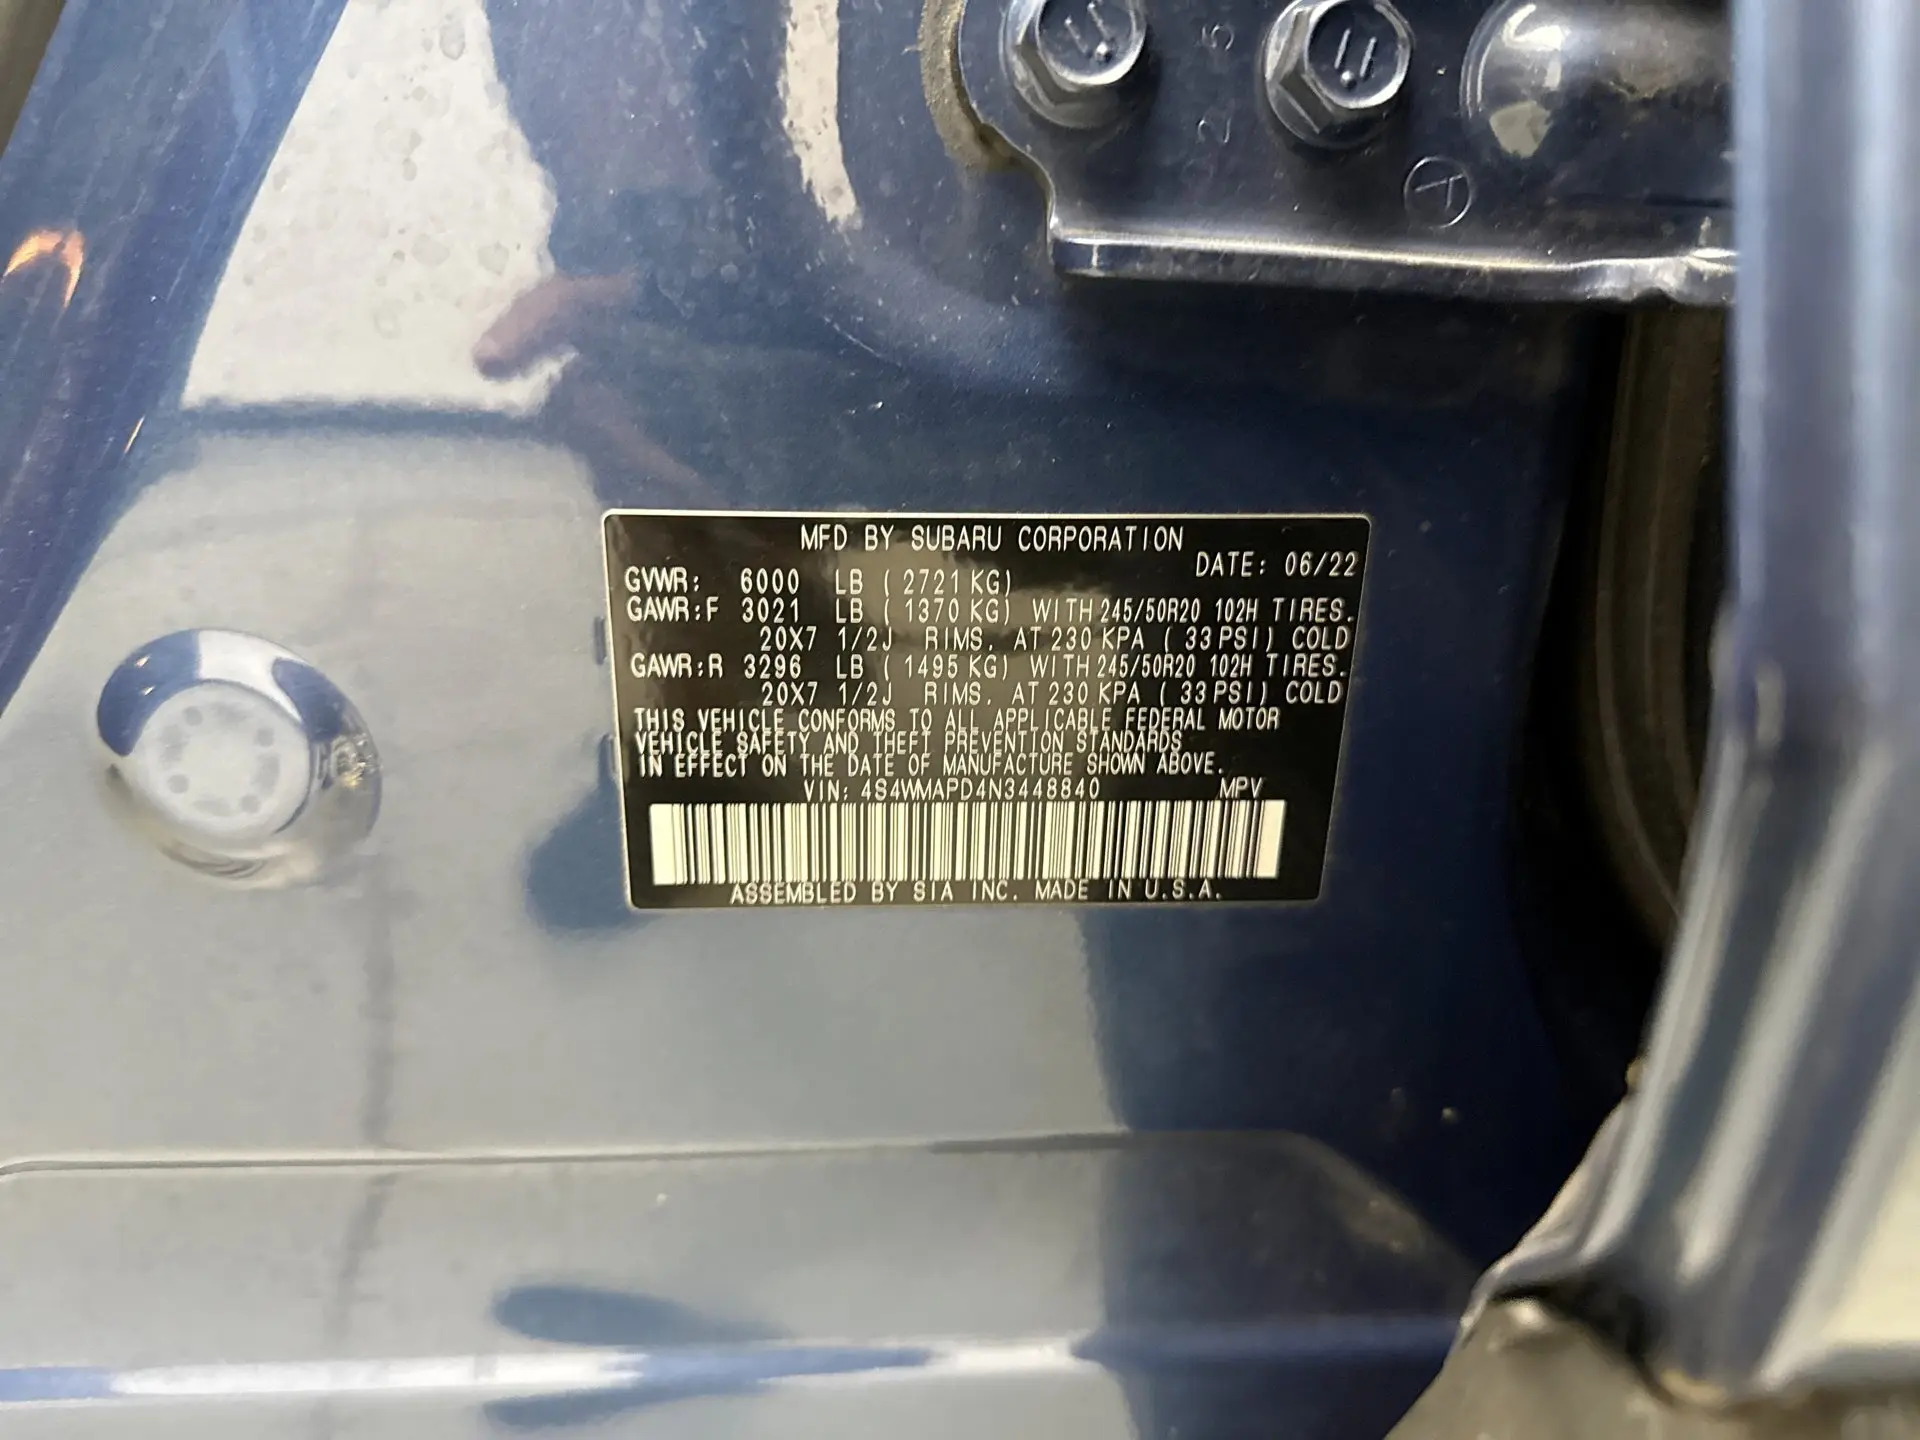 2 5
MFD BY SUBARU CORPORATION
DATE: 06/22
GVWR: 6000 LB ( 2721 KG)
GAWR:F 3021 LB ( 1370 KG) WITH 245/50R20 102H TIRES.
20X7 1/2J RIMS. AT 230 KPA ( 33 PSI) COLD
GAWR:R 3296 LB ( 1495 KG) WITH 245/50R20 102H TIRES.
20X7 1/2J RIMS. AT 230 KPA ( 33 PSI) COLD
THIS VEHICLE CONFORMS TO ALL APPLICABLE FEDERAL MOTOR
VEHICLE SAFETY AND THEFT PREVENTION STANDARDS
IN EFFECT ON THE DATE OF MANUFACTURE SHOWN ABOVE.
VIN: 4S4WMAPD4N3448840 MPV
ASSEMBLED BY SIA INC. MADE IN U.S.A.